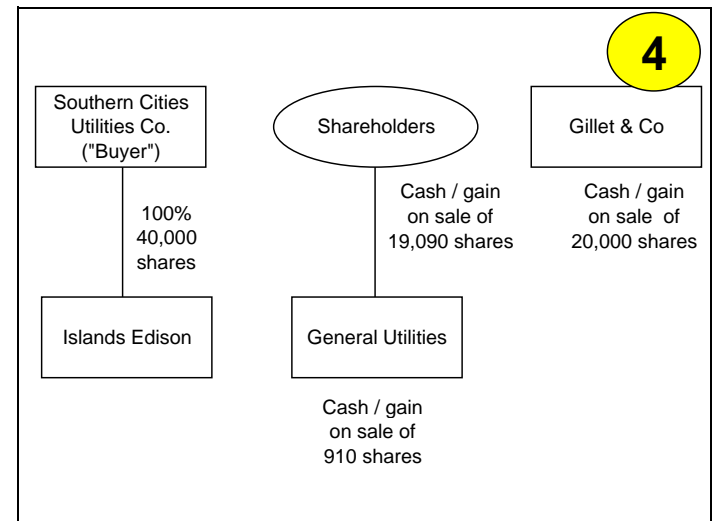 4
Southern Cities
Utilities Co.
("Buyer")
Shareholders
Gillet & Co
100%
40,000
shares
Cash / gain
on sale of
19,090 shares
Cash / gain
on sale of
20,000 shares
Islands Edison
General Utilities
Cash / gain
on sale of
910 shares